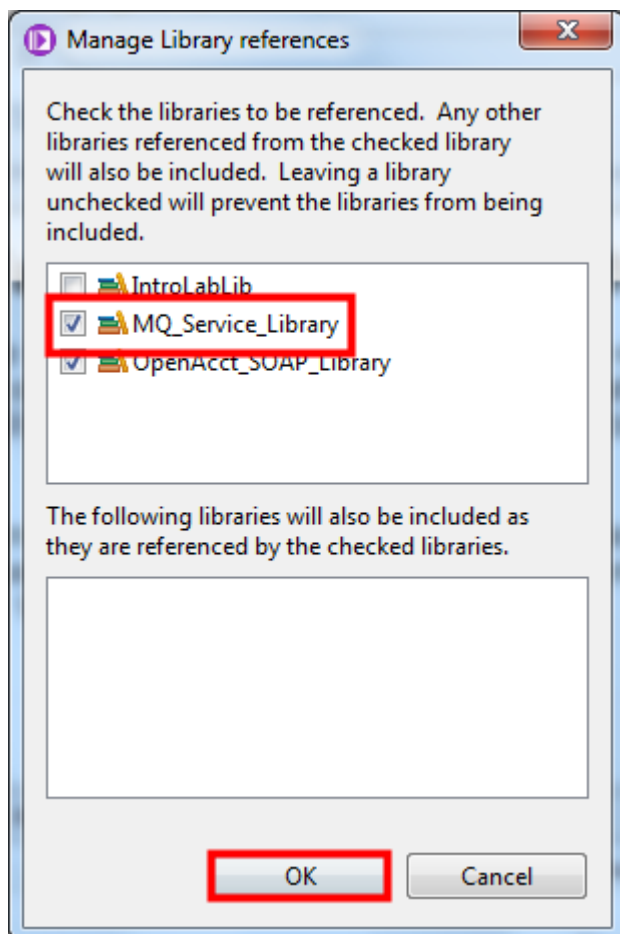 Manage Library references
Check the libraries to be referenced.  Any other
libraries referenced from the checked library
will also be included.  Leaving a library
unchecked will prevent the libraries from being
included.
IntroLabLib
MQ_Service_Library
OpenAcct_SOAP_Library
The following libraries will also be included as
they are referenced by the checked libraries.
OK
Cancel